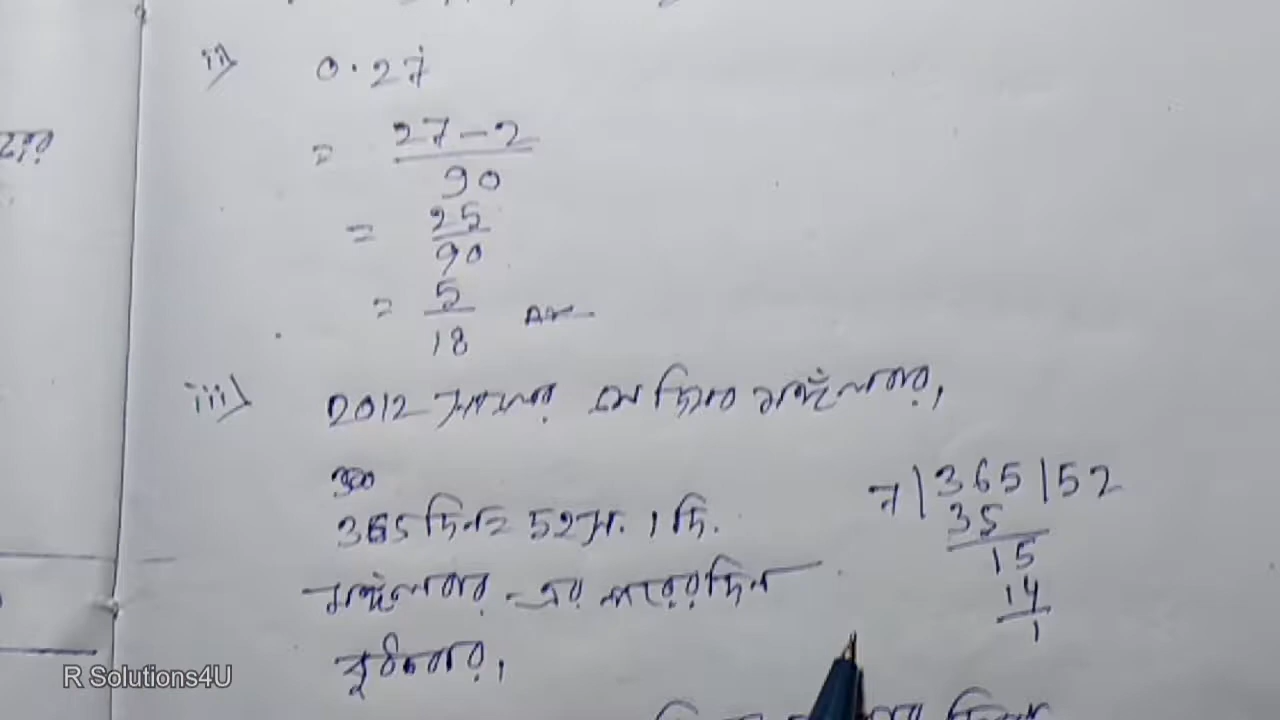 ii) 0.27̇
= 27-2
90
= 25
90
= 5
18 Ans
iii) 2012 সালের মে দিবস মঙ্গলবার,
365 দিনে 52 স. 1 দি.
মঙ্গলবার -এর পরের দিন
বুধবার,
7|365|52
35
15
14
1
R Solutions4U